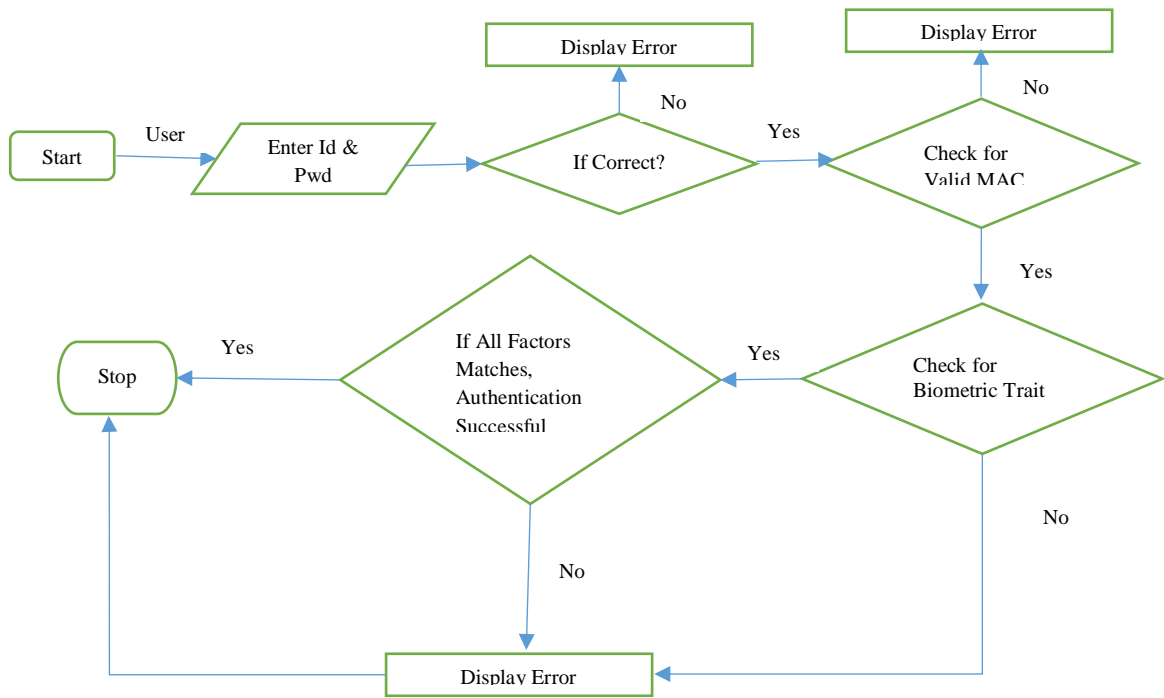 Display Error
Display Error
No
No
User
Yes
Start
Enter Id &
Pwd
If Correct?
Check for
Valid MAC
Yes
Yes
Yes
Stop
If All Factors
Matches,
Authentication
Successful
Check for
Biometric Trait
No
No
Display Error